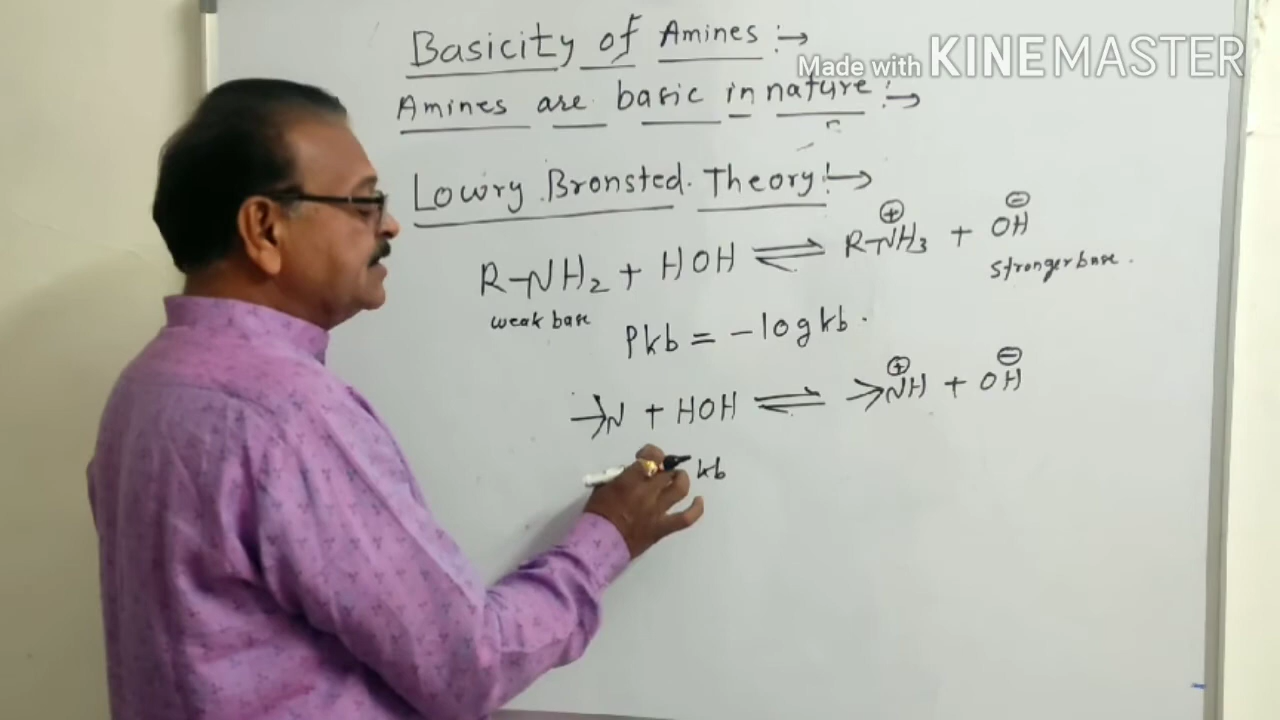 Basicity of Amines :→
Made with KINEMASTER
Amines are basic in nature :→
Lowry Bronsted. Theory :→
R-NH₂ + HOH ⇌ R-NH₃⊕ + OH⊖
weak base
stronger base.
Pkb = -log kb.
→N + HOH ⇌ >NH⊕ + OH⊖
kb